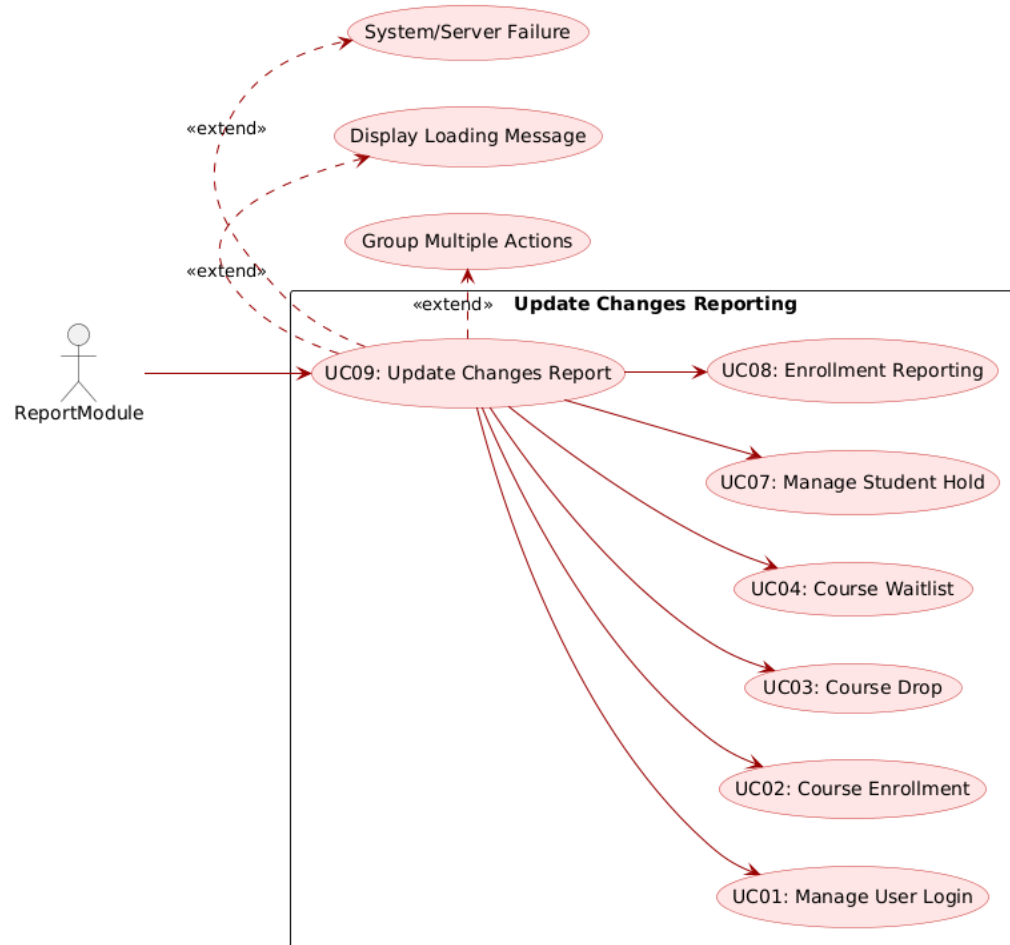 System/Server Failure
«extend»
Display Loading Message
Group Multiple Actions
«extend»
«extend»
Update Changes Reporting
ReportModule
UC09: Update Changes Report
UC08: Enrollment Reporting
UC07: Manage Student Hold
UC04: Course Waitlist
UC03: Course Drop
UC02: Course Enrollment
UC01: Manage User Login